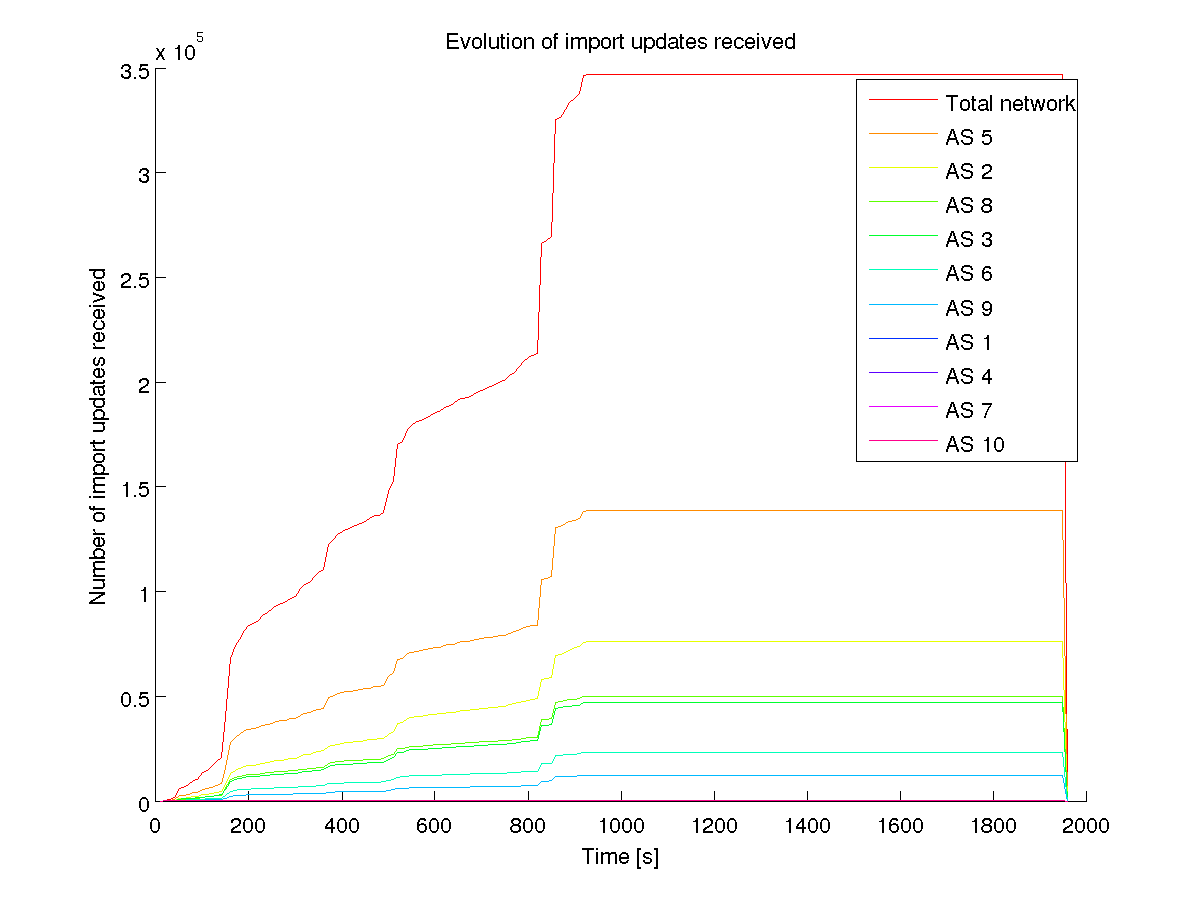 Evolution of import updates received
x 10^5
3.5
3
2.5
2
1.5
1
0.5
0
Number of import updates received
0 200 400 600 800 1000 1200 1400 1600 1800 2000
Time [s]
Total network
AS 5
AS 2
AS 8
AS 3
AS 6
AS 9
AS 1
AS 4
AS 7
AS 10